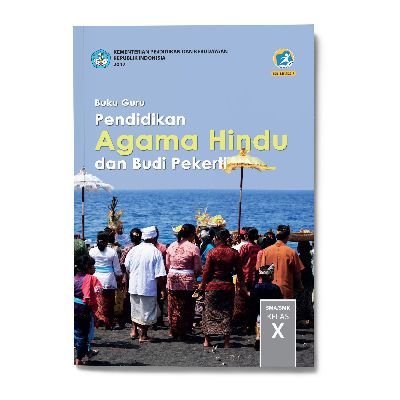 KEMENTERIAN PENDIDIKAN DAN KEBUDAYAAN
REPUBLIK INDONESIA
2017
Buku Guru
Pendidikan
Agama Hindu
dan Budi Pekerti
SMA/SMK
KELAS
X